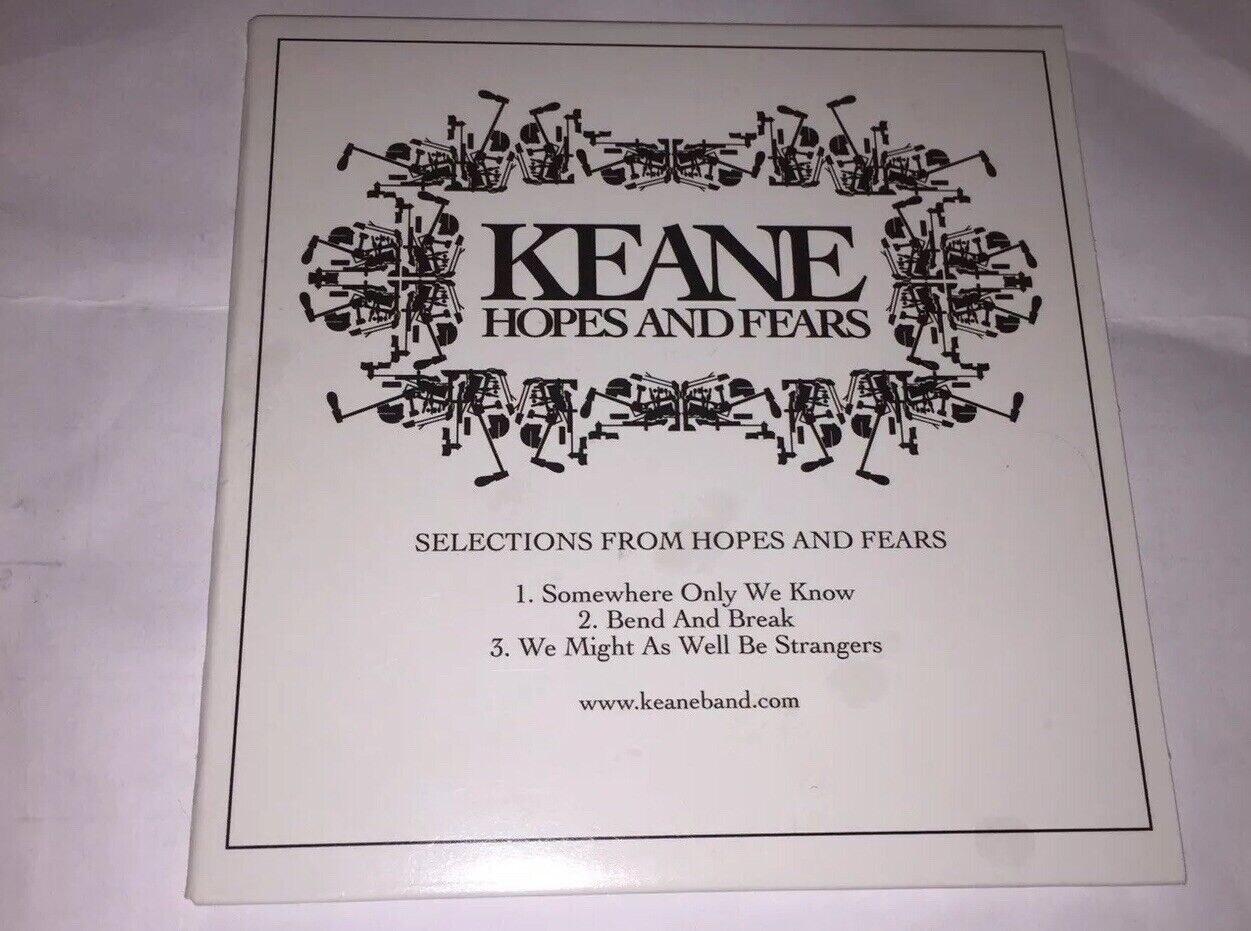 KEANE
HOPES AND FEARS
SELECTIONS FROM HOPES AND FEARS
1. Somewhere Only We Know
2. Bend And Break
3. We Might As Well Be Strangers
www.keaneband.com